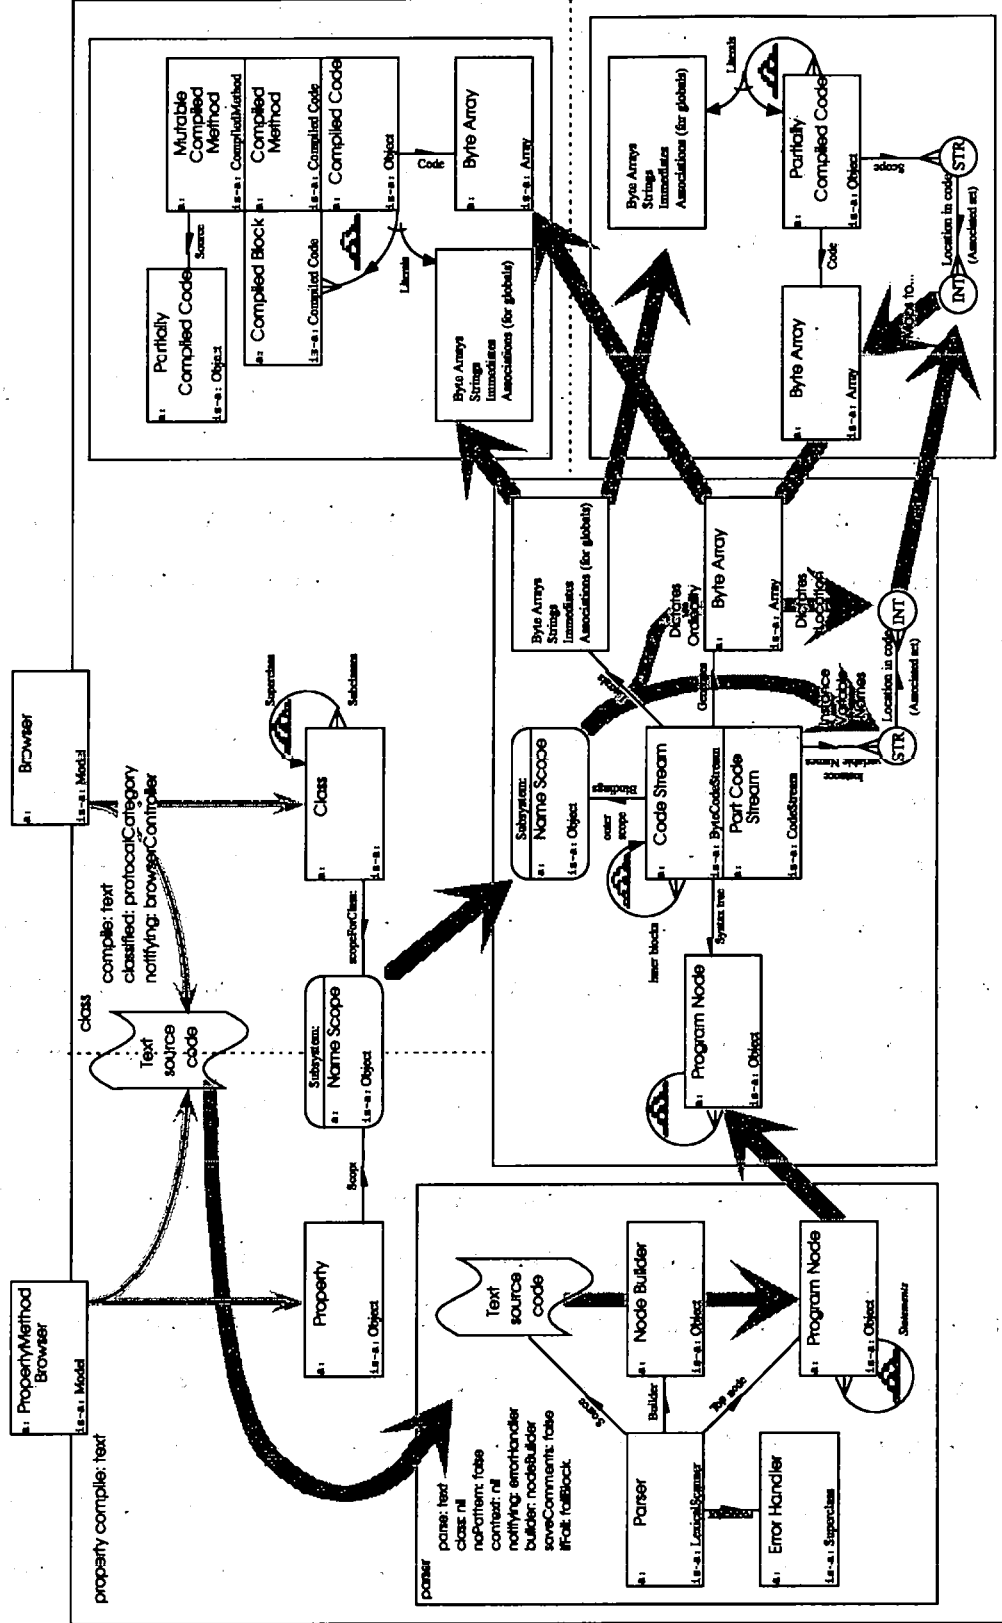 a: PropertyMethod
Browser
is-a: Model
a: Browser
is-a: Model
property compile: text
class
compile: text
classified: protocalCategory
notifying: browserController
Text
source
code
a: Property
is-a: Object
Scope
Subsystem:
a: Name Scope
is-a: Object
scopeForClass:
a: Class
is-a:
Superclass
Subclasses
a: Partially
Compiled Code
is-a: Object
Source
a: Mutable
Compiled
Method
is-a: CompiledMethod
a: Compiled
Method
is-a: Compiled Code
a: Compiled Block
is-a: Compiled Code
Compiled Code
is-a: Object
Code
Literals
Byte Arrays
Strings
Immediates
Associations (for globals)
a: Byte Array
is-a: Array
parser
parse: text
class: nil
noPattern: false
context: nil
notifying: errorHandler
builder: nodeBuilder
saveComments: false
ifFail: failBlock.
Text
source
code
Source
a: Parser
is-a: LexicalScanner
Builder
a: Node Builder
is-a: Object
Top node
a: Error Handler
is-a: Superclass
a: Program Node
is-a: Object
Statements
a: Program Node
is-a: Object
Syntax tree
Subsystem:
a: Name Scope
is-a: Object
Bindings
outer
scope
Inner blocks
a: Code Stream
is-a: ByteCodeStream
a: Part Code
Stream
is-a: CodeStream
Literals
Generates
Byte Arrays
Strings
Immediates
Associations (for globals)
Dictates
Ordinality
a: Byte Array
is-a: Array
Dictates
Location
Instance
Variable
Names
Instance
Variable Names
STR
Location in code
(Associated set)
INT
Byte Arrays
Strings
Immediates
Associations (for globals)
Literals
a: Byte Array
is-a: Array
Code
a: Partially
Compiled Code
is-a: Object
Scope
Maps to...
INT
Location in code
(Associated set)
STR